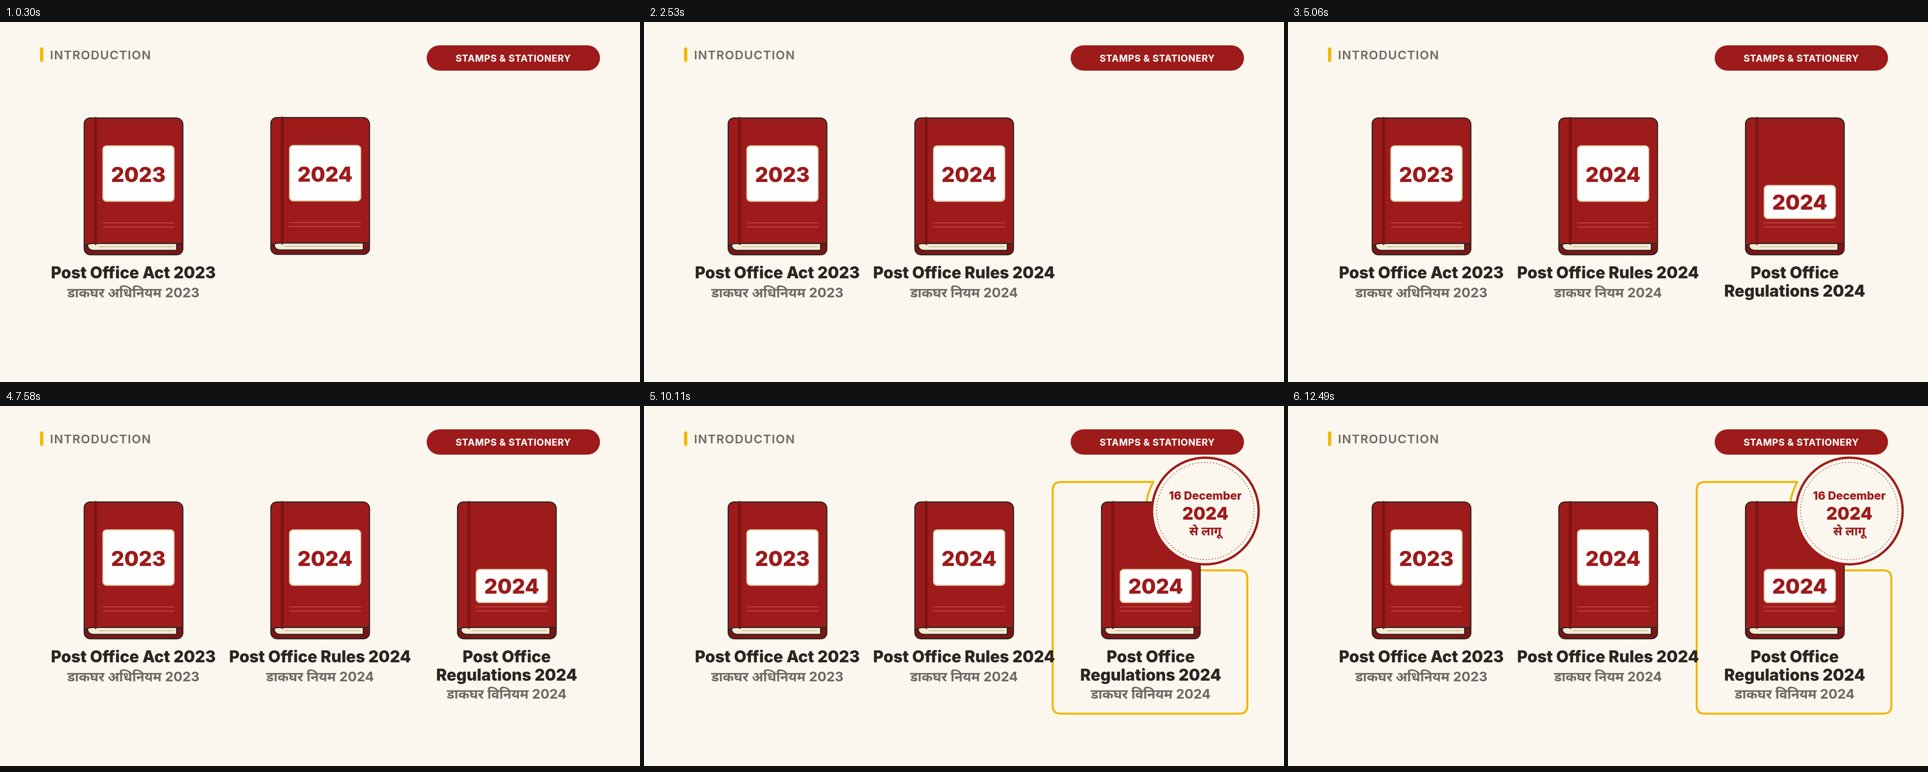 1. 0.30s
INTRODUCTION
STAMPS & STATIONERY
2023
2024
Post Office Act 2023
डाकघर अधिनियम 2023
2. 2.53s
INTRODUCTION
STAMPS & STATIONERY
2023
2024
Post Office Act 2023
Post Office Rules 2024
डाकघर अधिनियम 2023
डाकघर नियम 2024
3. 5.06s
INTRODUCTION
STAMPS & STATIONERY
2023
2024
2024
Post Office Act 2023
Post Office Rules 2024
Post Office
Regulations 2024
डाकघर अधिनियम 2023
डाकघर नियम 2024
4. 7.58s
INTRODUCTION
STAMPS & STATIONERY
2023
2024
2024
Post Office Act 2023
Post Office Rules 2024
Post Office
Regulations 2024
डाकघर अधिनियम 2023
डाकघर नियम 2024
डाकघर विनियम 2024
5. 10.11s
INTRODUCTION
STAMPS & STATIONERY
16 December
2024
से लागू
2023
2024
2024
Post Office Act 2023
Post Office Rules 2024
Post Office
Regulations 2024
डाकघर अधिनियम 2023
डाकघर नियम 2024
डाकघर विनियम 2024
6. 12.49s
INTRODUCTION
STAMPS & STATIONERY
16 December
2024
से लागू
2023
2024
2024
Post Office Act 2023
Post Office Rules 2024
Post Office
Regulations 2024
डाकघर अधिनियम 2023
डाकघर नियम 2024
डाकघर विनियम 2024